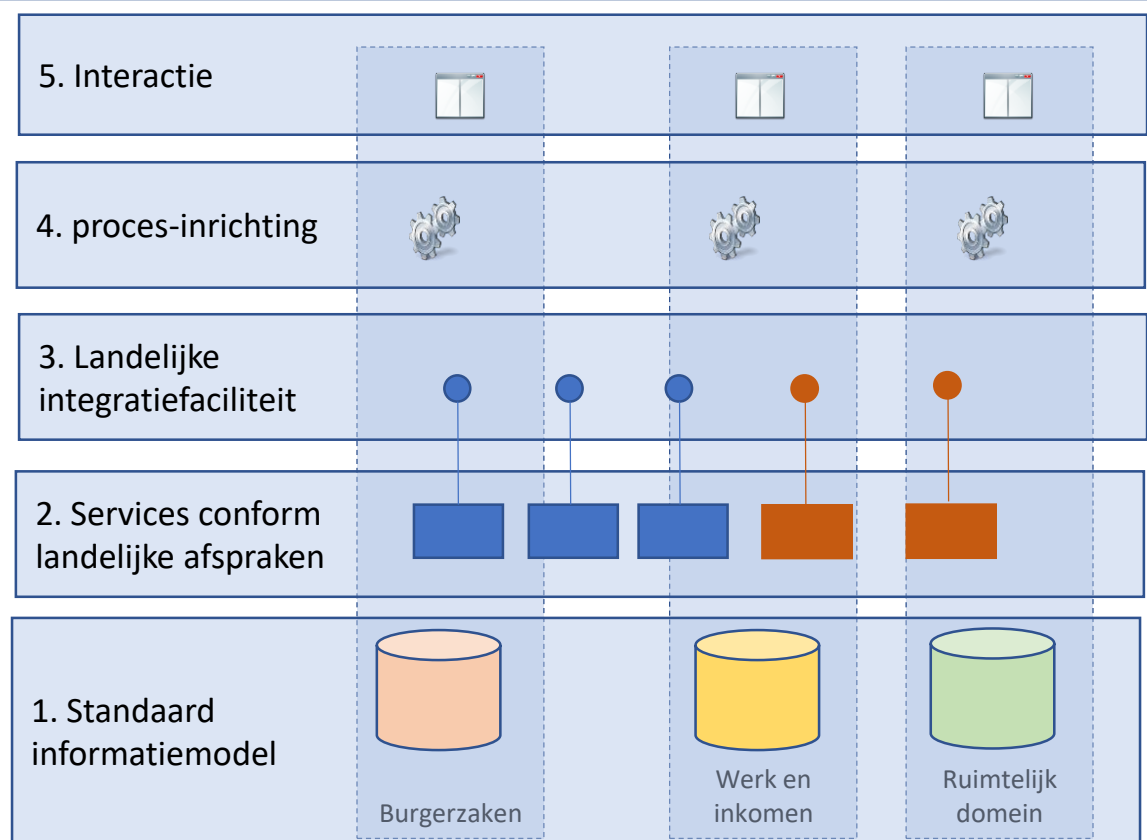 5. Interactie
4. proces-inrichting
3. Landelijke
integratiefaciliteit
2. Services conform
landelijke afspraken
1. Standaard
informatiemodel
Burgerzaken
Werk en
inkomen
Ruimtelijk
domein